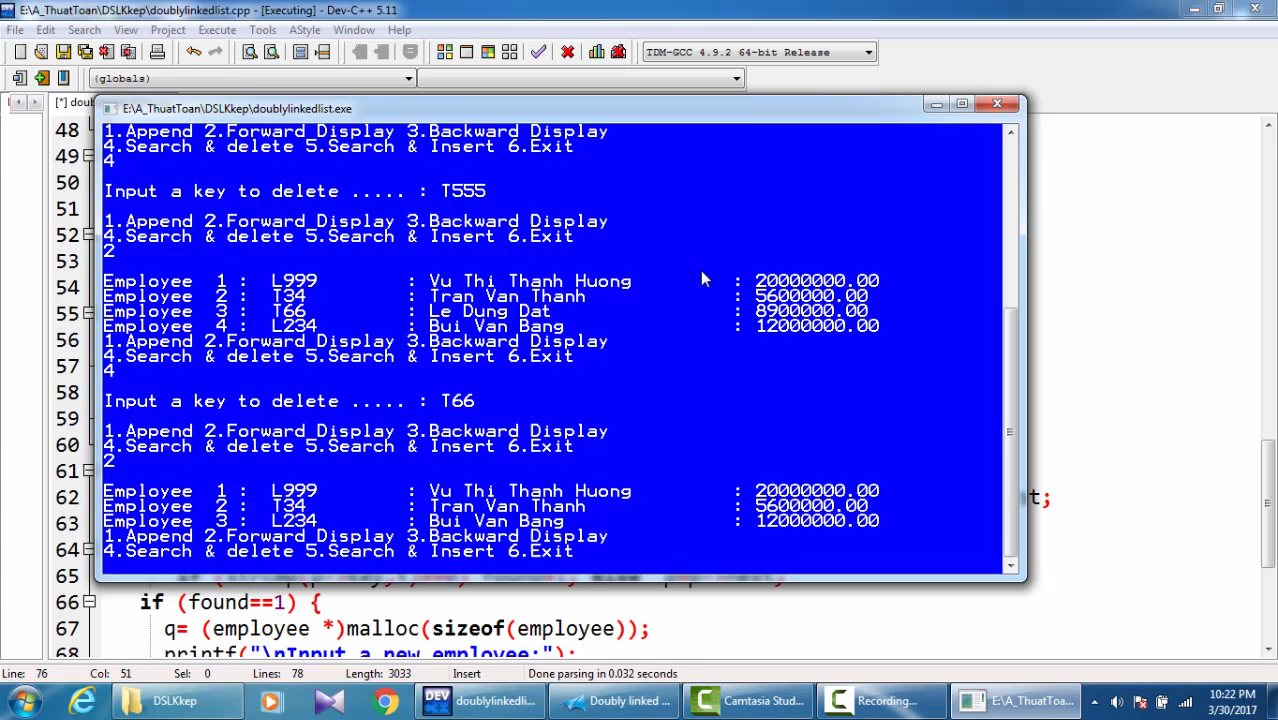 E:\A_ThuatToan\DSLKkep\doublylinkedlist.cpp - [Executing] - Dev-C++ 5.11
File Edit Search View Project Execute Tools AStyle Window Help
TDM-GCC 4.9.2 64-bit Release
(globals)
[*] doub
E:\A_ThuatToan\DSLKkep\doublylinkedlist.exe
1.Append 2.Forward Display 3.Backward Display
4.Search & delete 5.Search & Insert 6.Exit
4
Input a key to delete ..... : T555
1.Append 2.Forward Display 3.Backward Display
4.Search & delete 5.Search & Insert 6.Exit
2
Employee 1 : L999 : Vu Thi Thanh Huong : 20000000.00
Employee 2 : T34 : Tran Van Thanh : 5600000.00
Employee 3 : T66 : Le Dung Dat : 8900000.00
Employee 4 : L234 : Bui Van Bang : 12000000.00
1.Append 2.Forward Display 3.Backward Display
4.Search & delete 5.Search & Insert 6.Exit
4
Input a key to delete ..... : T66
1.Append 2.Forward Display 3.Backward Display
4.Search & delete 5.Search & Insert 6.Exit
2
Employee 1 : L999 : Vu Thi Thanh Huong : 20000000.00
Employee 2 : T34 : Tran Van Thanh : 5600000.00
Employee 3 : L234 : Bui Van Bang : 12000000.00
1.Append 2.Forward Display 3.Backward Display
4.Search & delete 5.Search & Insert 6.Exit
48
49
50
51
52
53
54
55
56
57
58
59
60
61
62 t;
63
64
65
66 if (found==1) {
67 q= (employee *)malloc(sizeof(employee));
68 printf("\nInput a new employee:");
Line: 76 Col: 51 Sel: 0 Lines: 78 Length: 3033 Insert Done parsing in 0.032 seconds
DSLKkep
doublylinkedli...
Doubly linked ...
Camtasia Stud...
Recording...
E:\A_ThuatToa...
10:22 PM
3/30/2017